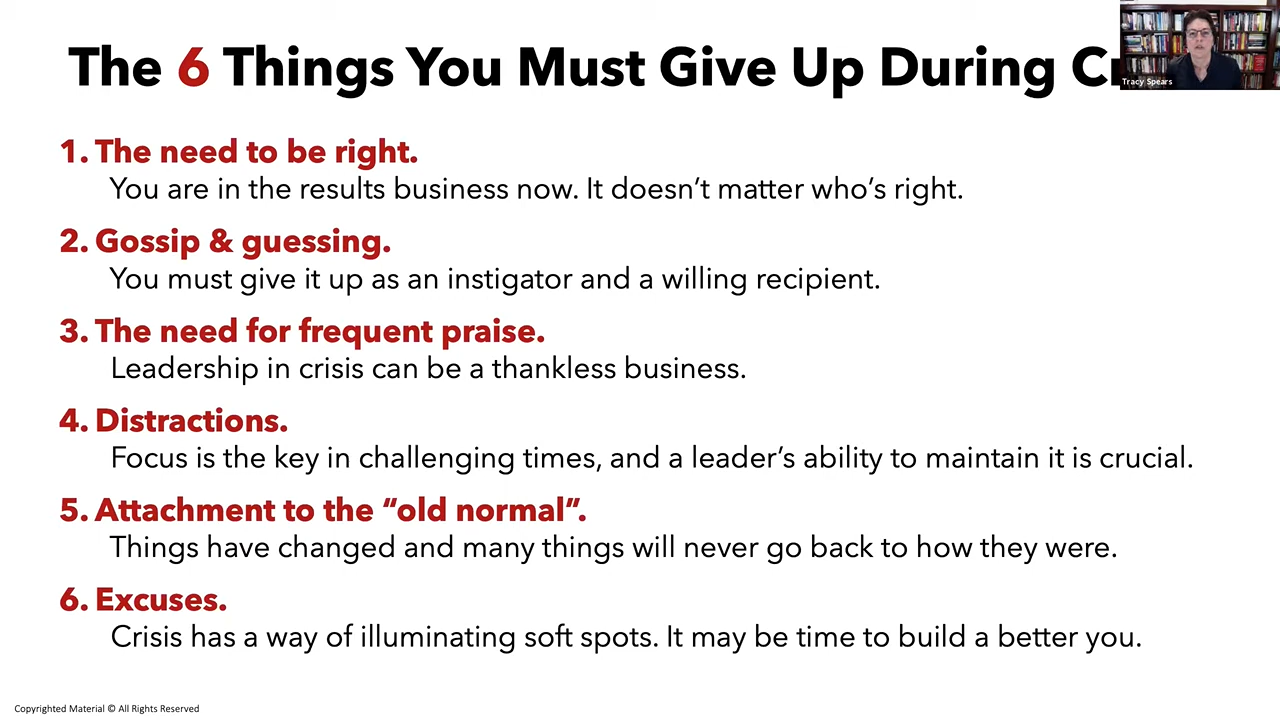 The 6 Things You Must Give Up During
Tracy Spears
1. The need to be right.
You are in the results business now. It doesn’t matter who’s right.
2. Gossip & guessing.
You must give it up as an instigator and a willing recipient.
3. The need for frequent praise.
Leadership in crisis can be a thankless business.
4. Distractions.
Focus is the key in challenging times, and a leader’s ability to maintain it is crucial.
5. Attachment to the “old normal”.
Things have changed and many things will never go back to how they were.
6. Excuses.
Crisis has a way of illuminating soft spots. It may be time to build a better you.
Copyrighted Material © All Rights Reserved